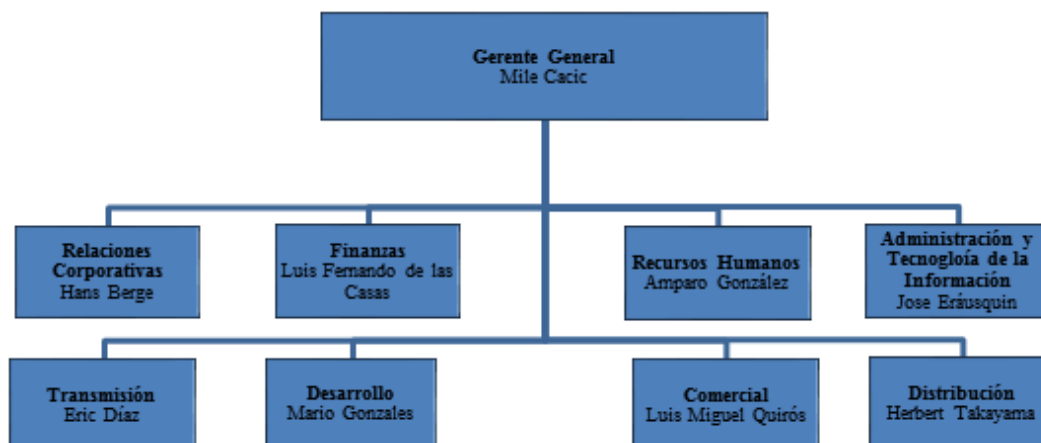 Gerente General
Mile Cacic
Relaciones
Corporativas
Hans Berge
Finanzas
Luis Fernando de las
Casas
Recursos Humanos
Amparo González
Administración y
Tecnogloía de la
Información
Jose Eráusquin
Transmisión
Eric Díaz
Desarrollo
Mario Gonzales
Comercial
Luis Miguel Quirós
Distribución
Herbert Takayama